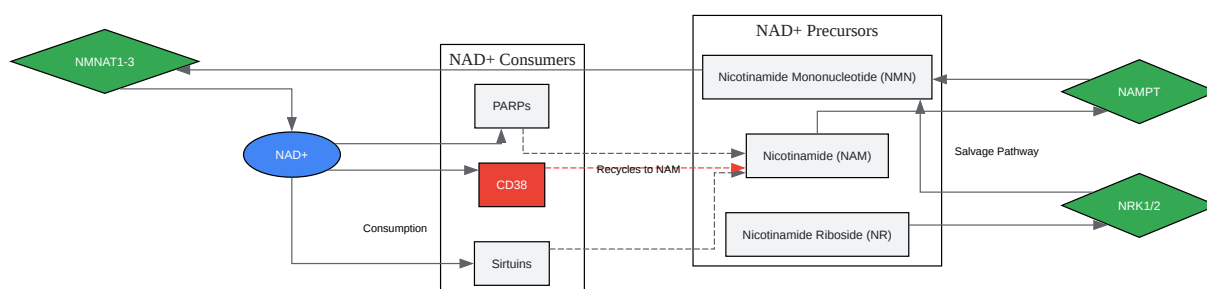 NAD+ Precursors
NMNAT1-3
NAD+ Consumers
Nicotinamide Mononucleotide (NMN)
NAMPT
PARPs
NAD+
Nicotinamide (NAM)
Salvage Pathway
CD38
Recycles to NAM
NRK1/2
Consumption
Nicotinamide Riboside (NR)
Sirtuins